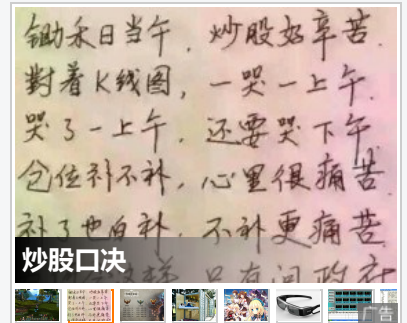 锄禾日当午，炒股好辛苦.
對着K线图，一哭一上午.
哭了一上午，还要哭下午
仓位补不补，心里很痛苦
补了也白补，不补更痛苦
炒股口决
广告